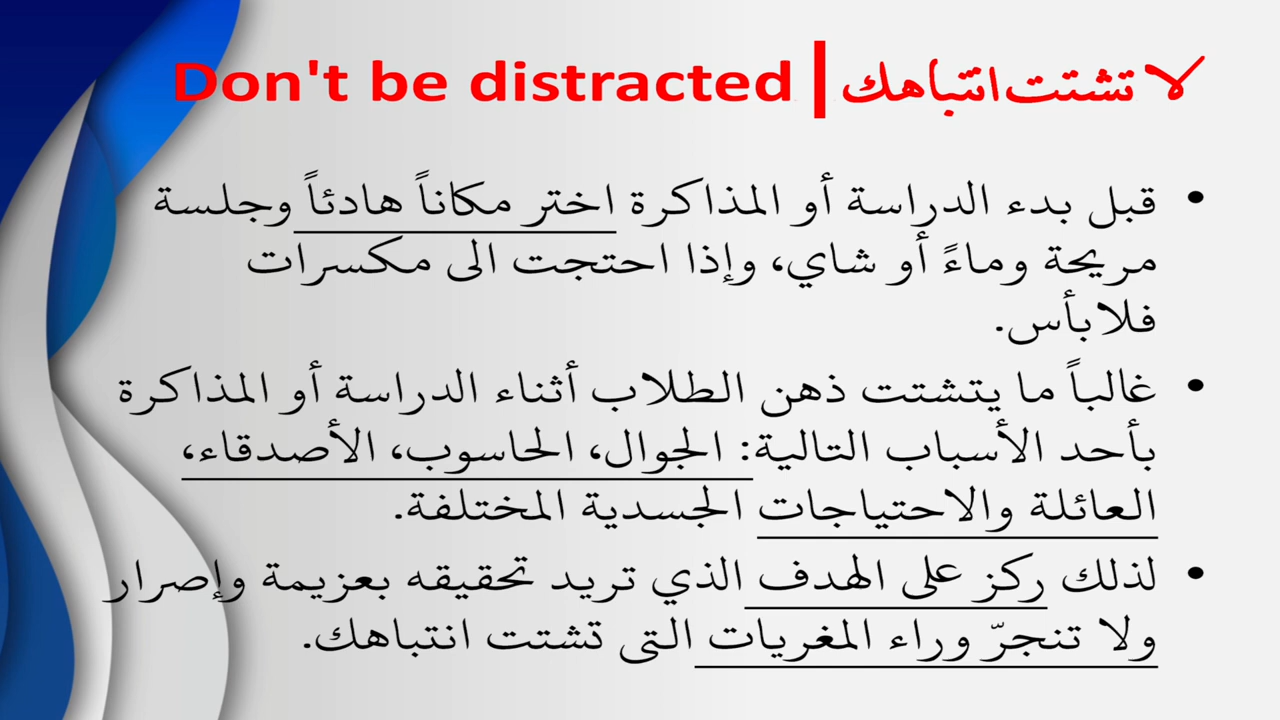 لا تشتت انتباهك | Don't be distracted
• قبل بدء الدراسة أو المذاكرة اختر مكاناً هادئاً وجلسة
مريحة وماءً أو شاي، وإذا احتجت الى مكسرات
فلابأس.
• غالباً ما يتشتت ذهن الطلاب أثناء الدراسة أو المذاكرة
بأحد الأسباب التالية: الجوال، الحاسوب، الأصدقاء،
العائلة والاحتياجات الجسدية المختلفة.
• لذلك ركز على الهدف الذي تريد تحقيقه بعزيمة وإصرار
ولا تنجرّ وراء المغريات التى تشتت انتباهك.